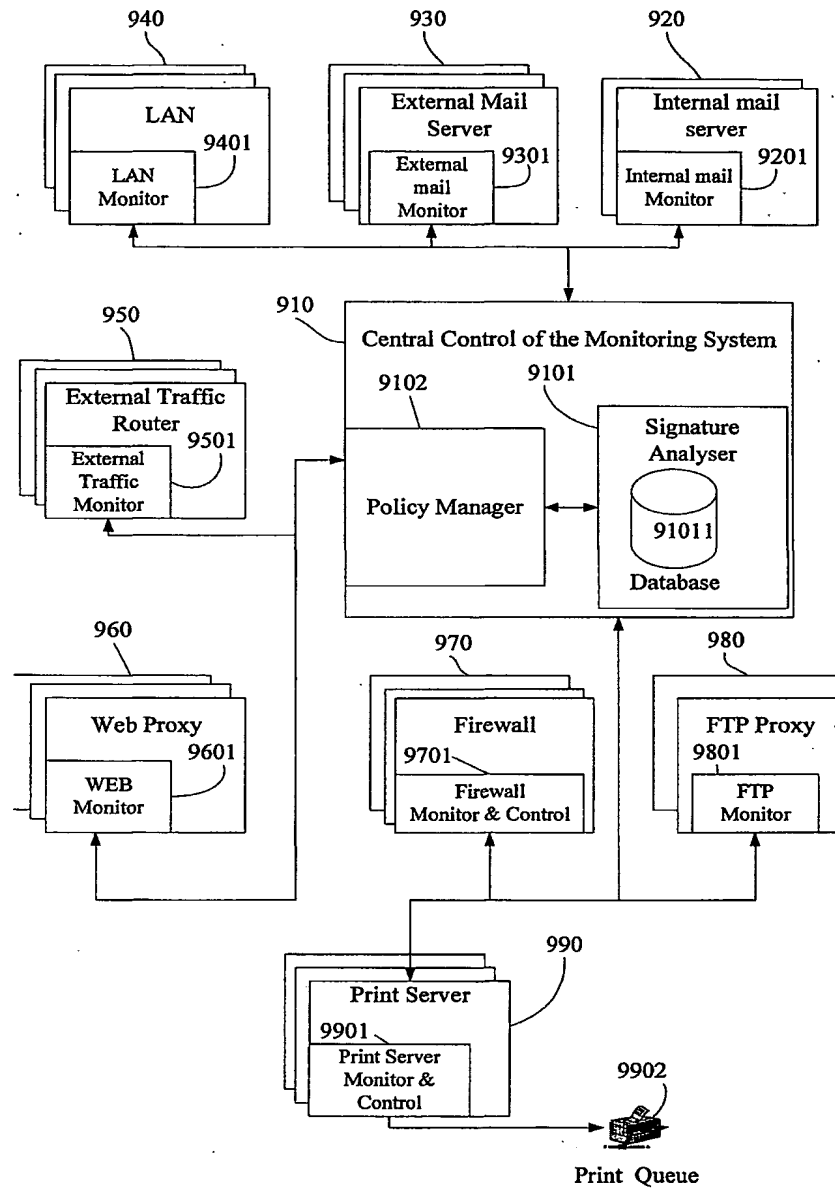 940
930
920
LAN
9401
LAN
Monitor
External Mail
Server
9301
External
mail
Monitor
Internal mail
server
9201
Internal mail
Monitor
950
External Traffic
Router
9501
External
Traffic
Monitor
910
Central Control of the Monitoring System
9102
Policy Manager
9101
Signature
Analyser
91011
Database
960
Web Proxy
9601
WEB
Monitor
970
Firewall
9701
Firewall
Monitor & Control
980
FTP Proxy
9801
FTP
Monitor
990
Print Server
9901
Print Server
Monitor &
Control
9902
Print Queue